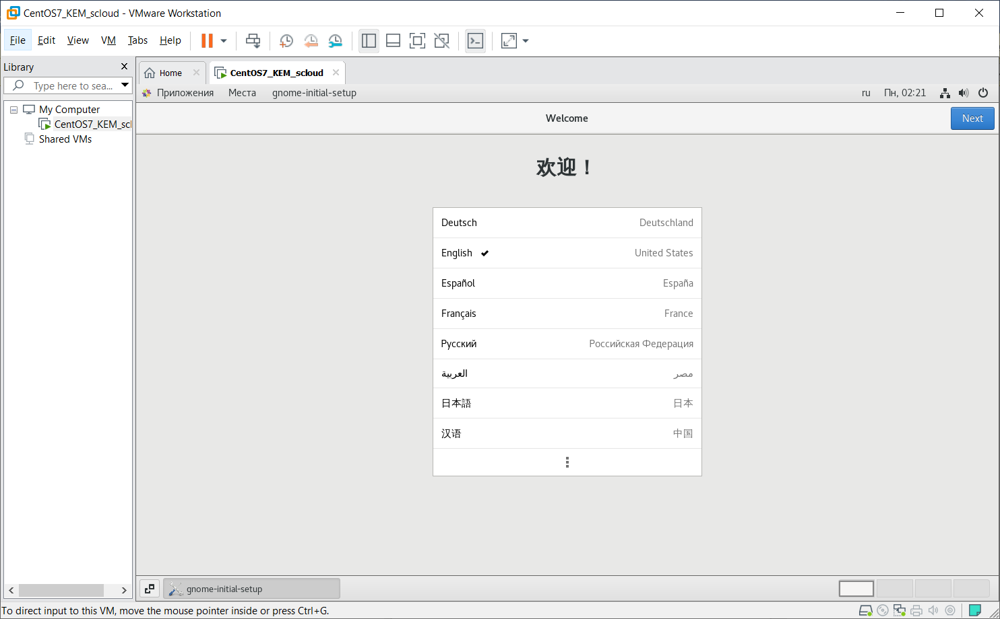 CentOS7_KEM_scloud - VMware Workstation
File Edit View VM Tabs Help
Library
Type here to sea...
My Computer
CentOS7_KEM_scl
Shared VMs
Home
CentOS7_KEM_scloud
Приложения Места gnome-initial-setup ru Пн, 02:21
Welcome
Next
欢迎！
Deutsch Deutschland
English United States
Español España
Français France
Русский Российская Федерация
العربية مصر
日本語 日本
汉语 中国
gnome-initial-setup
To direct input to this VM, move the mouse pointer inside or press Ctrl+G.